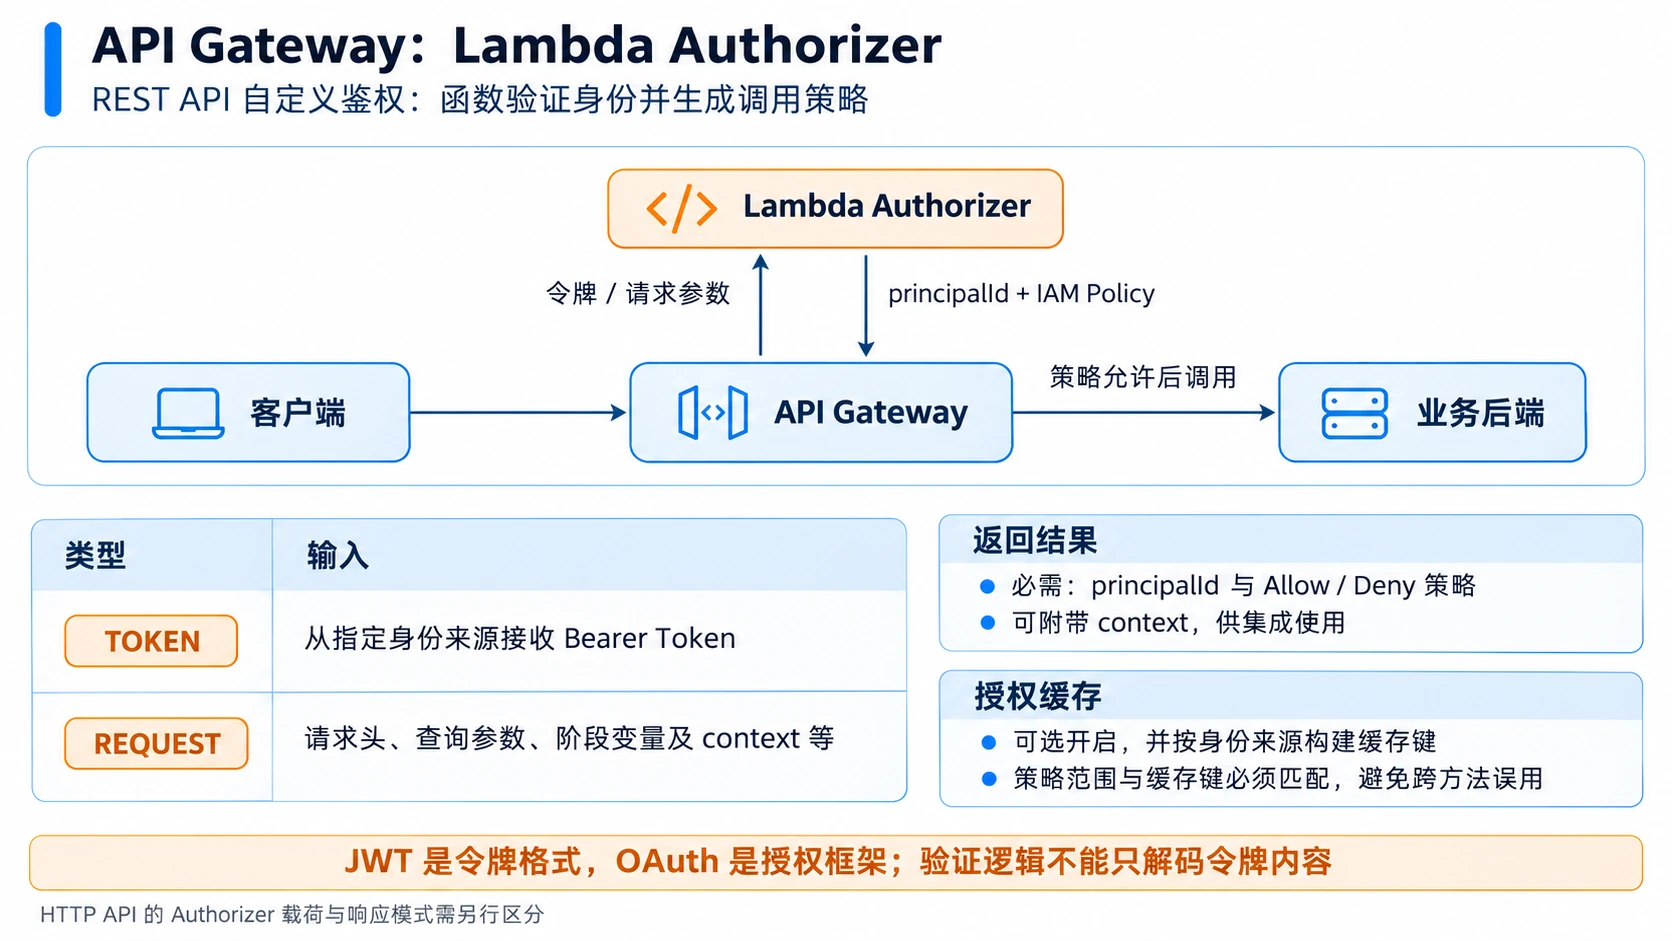 API Gateway：Lambda Authorizer
REST API 自定义鉴权：函数验证身份并生成调用策略
Lambda Authorizer
令牌 / 请求参数
principalId + IAM Policy
客户端
API Gateway
策略允许后调用
业务后端
类型
输入
TOKEN
从指定身份来源接收 Bearer Token
REQUEST
请求头、查询参数、阶段变量及 context 等
返回结果
必需：principalId 与 Allow / Deny 策略
可附带 context，供集成使用
授权缓存
可选开启，并按身份来源构建缓存键
策略范围与缓存键必须匹配，避免跨方法误用
JWT 是令牌格式，OAuth 是授权框架；验证逻辑不能只解码令牌内容
HTTP API 的 Authorizer 载荷与响应模式需另行区分